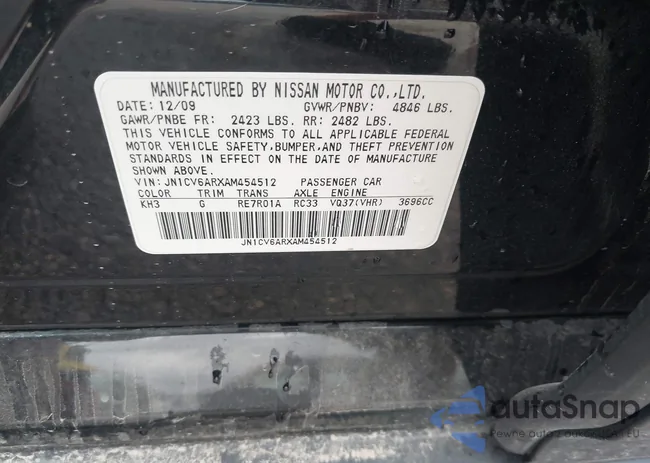 MANUFACTURED BY NISSAN MOTOR CO.,LTD.
DATE: 12/09 GVWR/PNBV: 4846 LBS.
GAWR/PNBE FR: 2423 LBS. RR: 2482 LBS.
THIS VEHICLE CONFORMS TO ALL APPLICABLE FEDERAL
MOTOR VEHICLE SAFETY, BUMPER, AND THEFT PREVENTION
STANDARDS IN EFFECT ON THE DATE OF MANUFACTURE
SHOWN ABOVE.
VIN: JN1CV6ARXAM454512 PASSENGER CAR
COLOR TRIM TRANS AXLE ENGINE
KH3 G RE7R01A RC33 VQ37(VHR) 3696CC
JN1CV6ARXAM454512
autoSnap
Pewne auto z